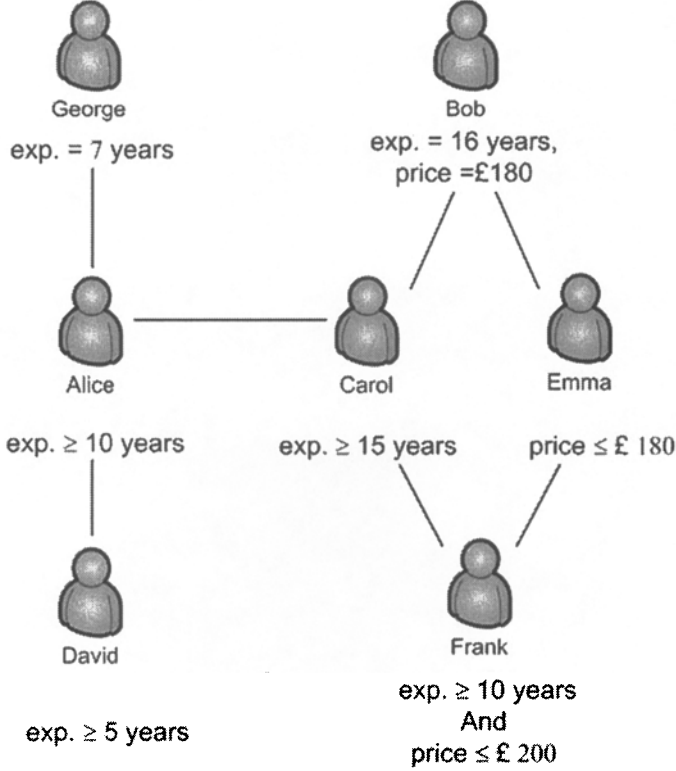 George
Bob
exp. = 7 years
exp. = 16 years,
price =£180
Alice
Carol
Emma
exp. ≥ 10 years
exp. ≥ 15 years
price ≤ £ 180
David
Frank
exp. ≥ 5 years
exp. ≥ 10 years
And
price ≤ £ 200